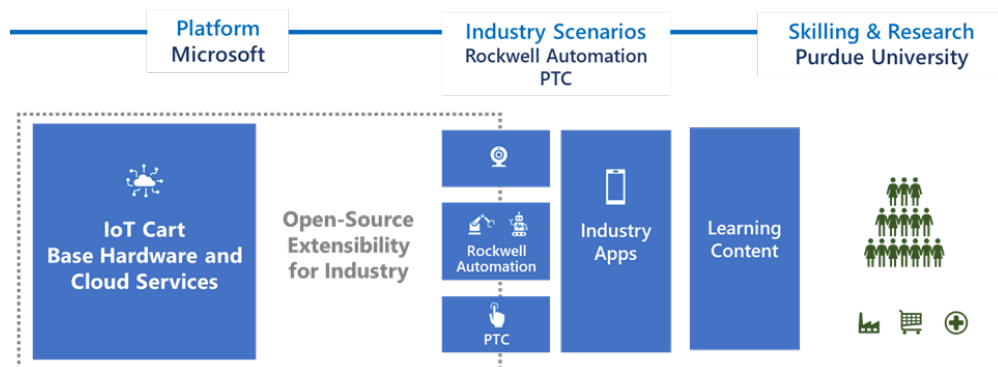 Platform
Microsoft
Industry Scenarios
Rockwell Automation
PTC
Skilling & Research
Purdue University
IoT Cart
Base Hardware and
Cloud Services
Open-Source
Extensibility
for Industry
Rockwell
Automation
PTC
Industry
Apps
Learning
Content